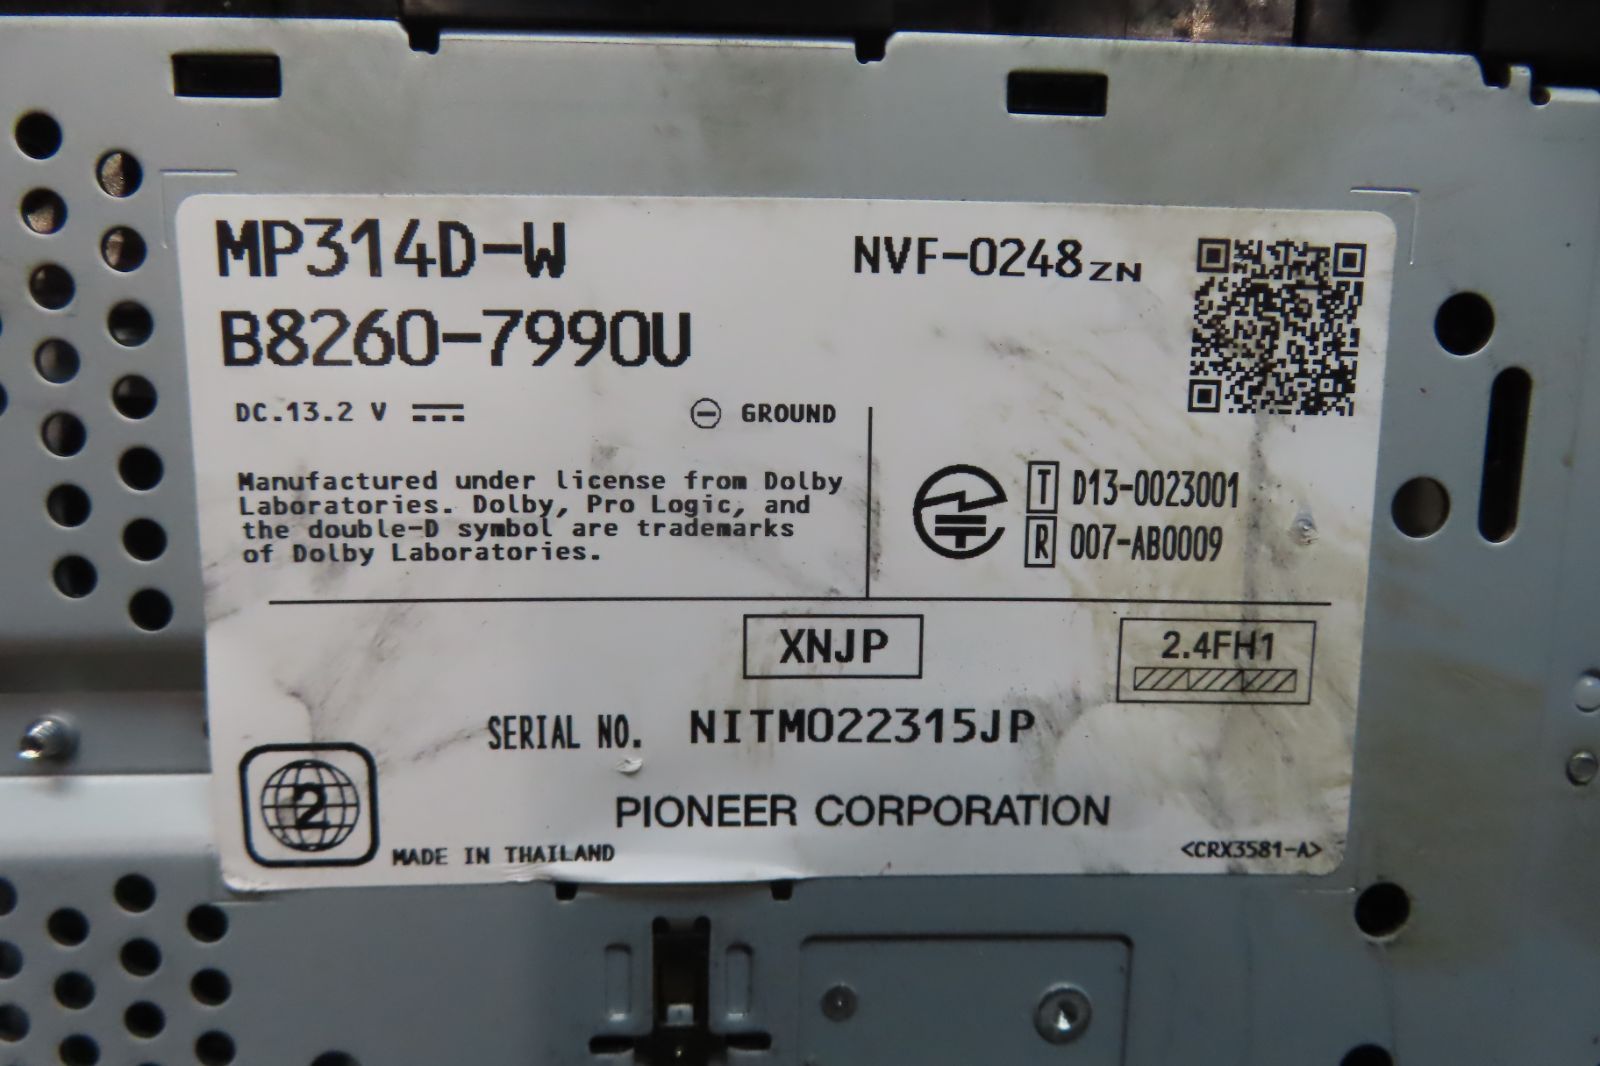 MP314D-W
NVF-0248ZN
B8260-7990U
DC.13.2 V
GROUND
Manufactured under license from Dolby
Laboratories. Dolby, Pro Logic, and
the double-D symbol are trademarks
of Dolby Laboratories.
T D13-0023001
R 007-AB0009
XNJP
2.4FH1
SERIAL NO. NITM022315JP
2
PIONEER CORPORATION
MADE IN THAILAND
<CRX3581-A>